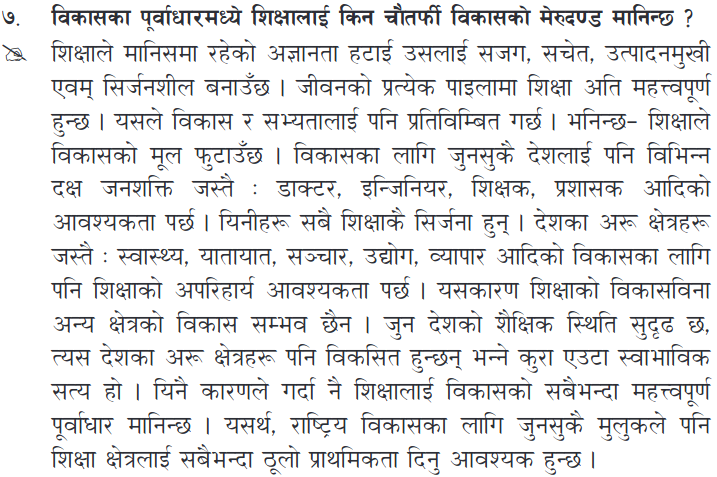 ७. विकासका पूर्वाधारमध्ये शिक्षालाई किन चौतर्फी विकासको मेरुदण्ड मानिन्छ ?
शिक्षाले मानिसमा रहेको अज्ञानता हटाई उसलाई सजग, सचेत, उत्पादनमुखी
एवम् सिर्जनशील बनाउँछ । जीवनको प्रत्येक पाइलामा शिक्षा अति महत्त्वपूर्ण
हुन्छ । यसले विकास र सभ्यतालाई पनि प्रतिविम्बित गर्छ । भनिन्छ– शिक्षाले
विकासको मूल फुटाउँछ । विकासका लागि जुनसुकै देशलाई पनि विभिन्न
दक्ष जनशक्ति जस्तै : डाक्टर, इन्जिनियर, शिक्षक, प्रशासक आदिको
आवश्यकता पर्छ । यिनीहरू सबै शिक्षाकै सिर्जना हुन् । देशका अरू क्षेत्रहरू
जस्तै : स्वास्थ्य, यातायात, सञ्चार, उद्योग, व्यापार आदिको विकासका लागि
पनि शिक्षाको अपरिहार्य आवश्यकता पर्छ । यसकारण शिक्षाको विकासविना
अन्य क्षेत्रको विकास सम्भव छैन । जुन देशको शैक्षिक स्थिति सुदृढ छ,
त्यस देशका अरू क्षेत्रहरू पनि विकसित हुन्छन् भन्ने कुरा एउटा स्वाभाविक
सत्य हो । यिनै कारणले गर्दा नै शिक्षालाई विकासको सबैभन्दा महत्त्वपूर्ण
पूर्वाधार मानिन्छ । यसर्थ, राष्ट्रिय विकासका लागि जुनसुकै मुलुकले पनि
शिक्षा क्षेत्रलाई सबैभन्दा ठूलो प्राथमिकता दिनु आवश्यक हुन्छ ।